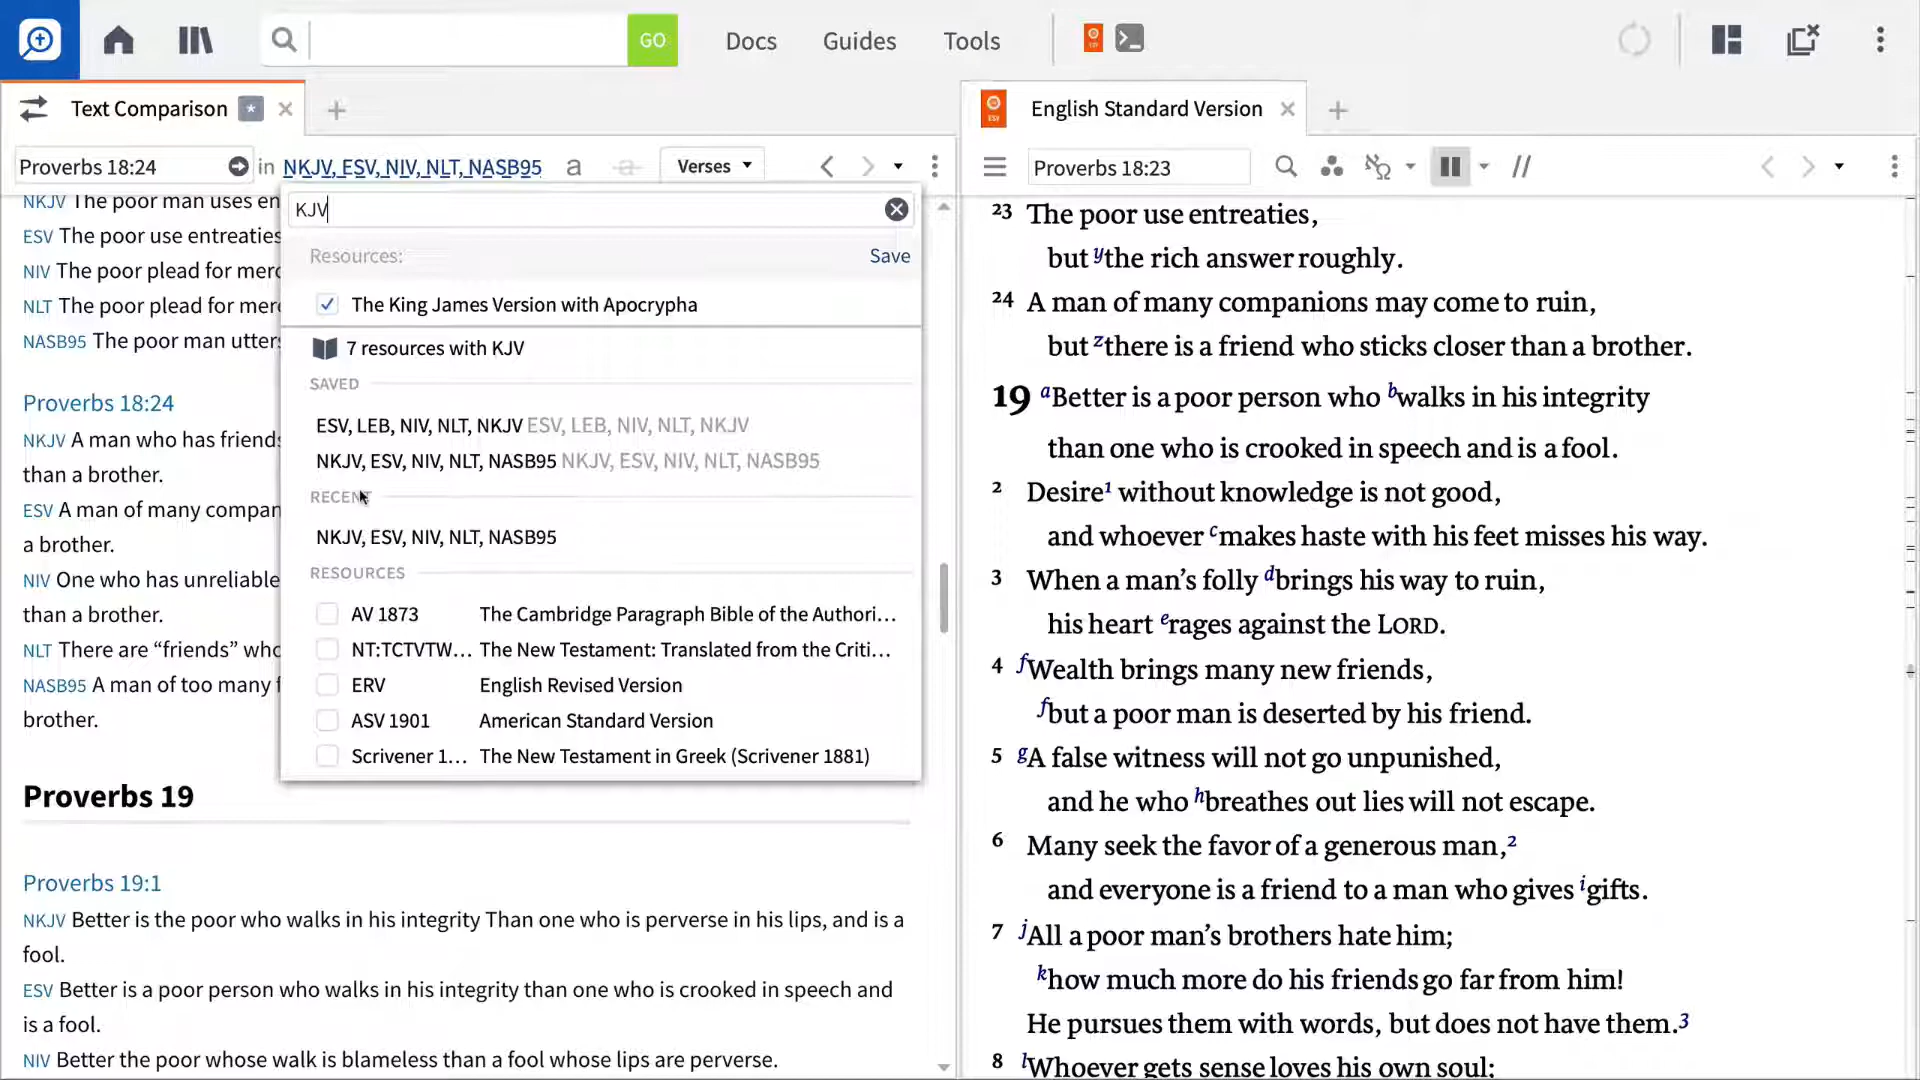 GO
Docs
Guides
Tools
Text Comparison *
English Standard Version
Proverbs 18:24
in
NKJV, ESV, NIV, NLT, NASB95
a
a
Verses
Proverbs 18:23
NKJV The poor man uses en
ESV The poor use entreaties
NIV The poor plead for merc
NLT The poor plead for merc
NASB95 The poor man utters
Proverbs 18:24
NKJV A man who has friends
than a brother.
ESV A man of many compan
a brother.
NIV One who has unreliable
than a brother.
NLT There are “friends” who
NASB95 A man of too many f
brother.
Proverbs 19
Proverbs 19:1
NKJV Better is the poor who walks in his integrity Than one who is perverse in his lips, and is a
fool.
ESV Better is a poor person who walks in his integrity than one who is crooked in speech and
is a fool.
NIV Better the poor whose walk is blameless than a fool whose lips are perverse.
KJV
Resources:
Save
The King James Version with Apocrypha
7 resources with KJV
SAVED
ESV, LEB, NIV, NLT, NKJV ESV, LEB, NIV, NLT, NKJV
NKJV, ESV, NIV, NLT, NASB95 NKJV, ESV, NIV, NLT, NASB95
RECENT
NKJV, ESV, NIV, NLT, NASB95
RESOURCES
AV 1873 The Cambridge Paragraph Bible of the Authori...
NT:TCTVTW... The New Testament: Translated from the Criti...
ERV English Revised Version
ASV 1901 American Standard Version
Scrivener 1... The New Testament in Greek (Scrivener 1881)
23 The poor use entreaties,
but y the rich answer roughly.
24 A man of many companions may come to ruin,
but z there is a friend who sticks closer than a brother.
19 a Better is a poor person who b walks in his integrity
than one who is crooked in speech and is a fool.
2 Desire1 without knowledge is not good,
and whoever c makes haste with his feet misses his way.
3 When a man’s folly d brings his way to ruin,
his heart e rages against the LORD.
4 f Wealth brings many new friends,
f but a poor man is deserted by his friend.
5 g A false witness will not go unpunished,
and he who h breathes out lies will not escape.
6 Many seek the favor of a generous man,2
and everyone is a friend to a man who gives i gifts.
7 j All a poor man’s brothers hate him;
k how much more do his friends go far from him!
He pursues them with words, but does not have them.3
8 l Whoever gets sense loves his own soul;